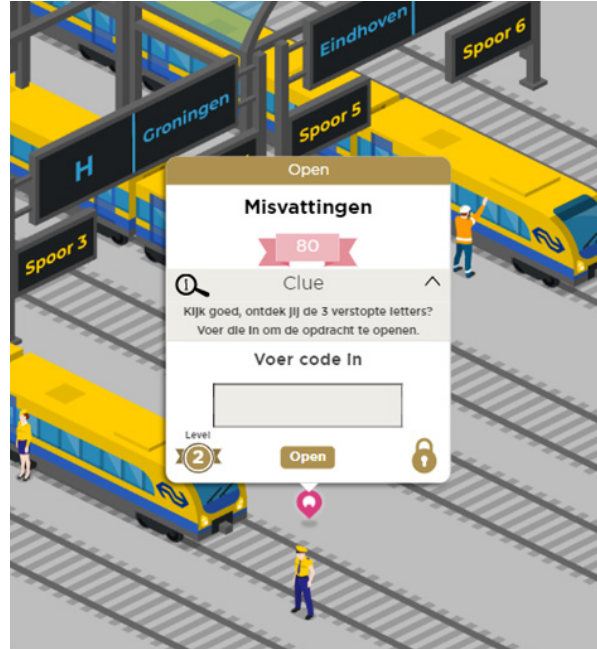 Eindhoven
Spoor 6
Groningen
H
Spoor 5
Spoor 3
Open
Misvattingen
80
Clue
Kijk goed, ontdek jij de 3 verstopte letters?
Voer die in om de opdracht te openen.
Voer code in
Level
2
Open